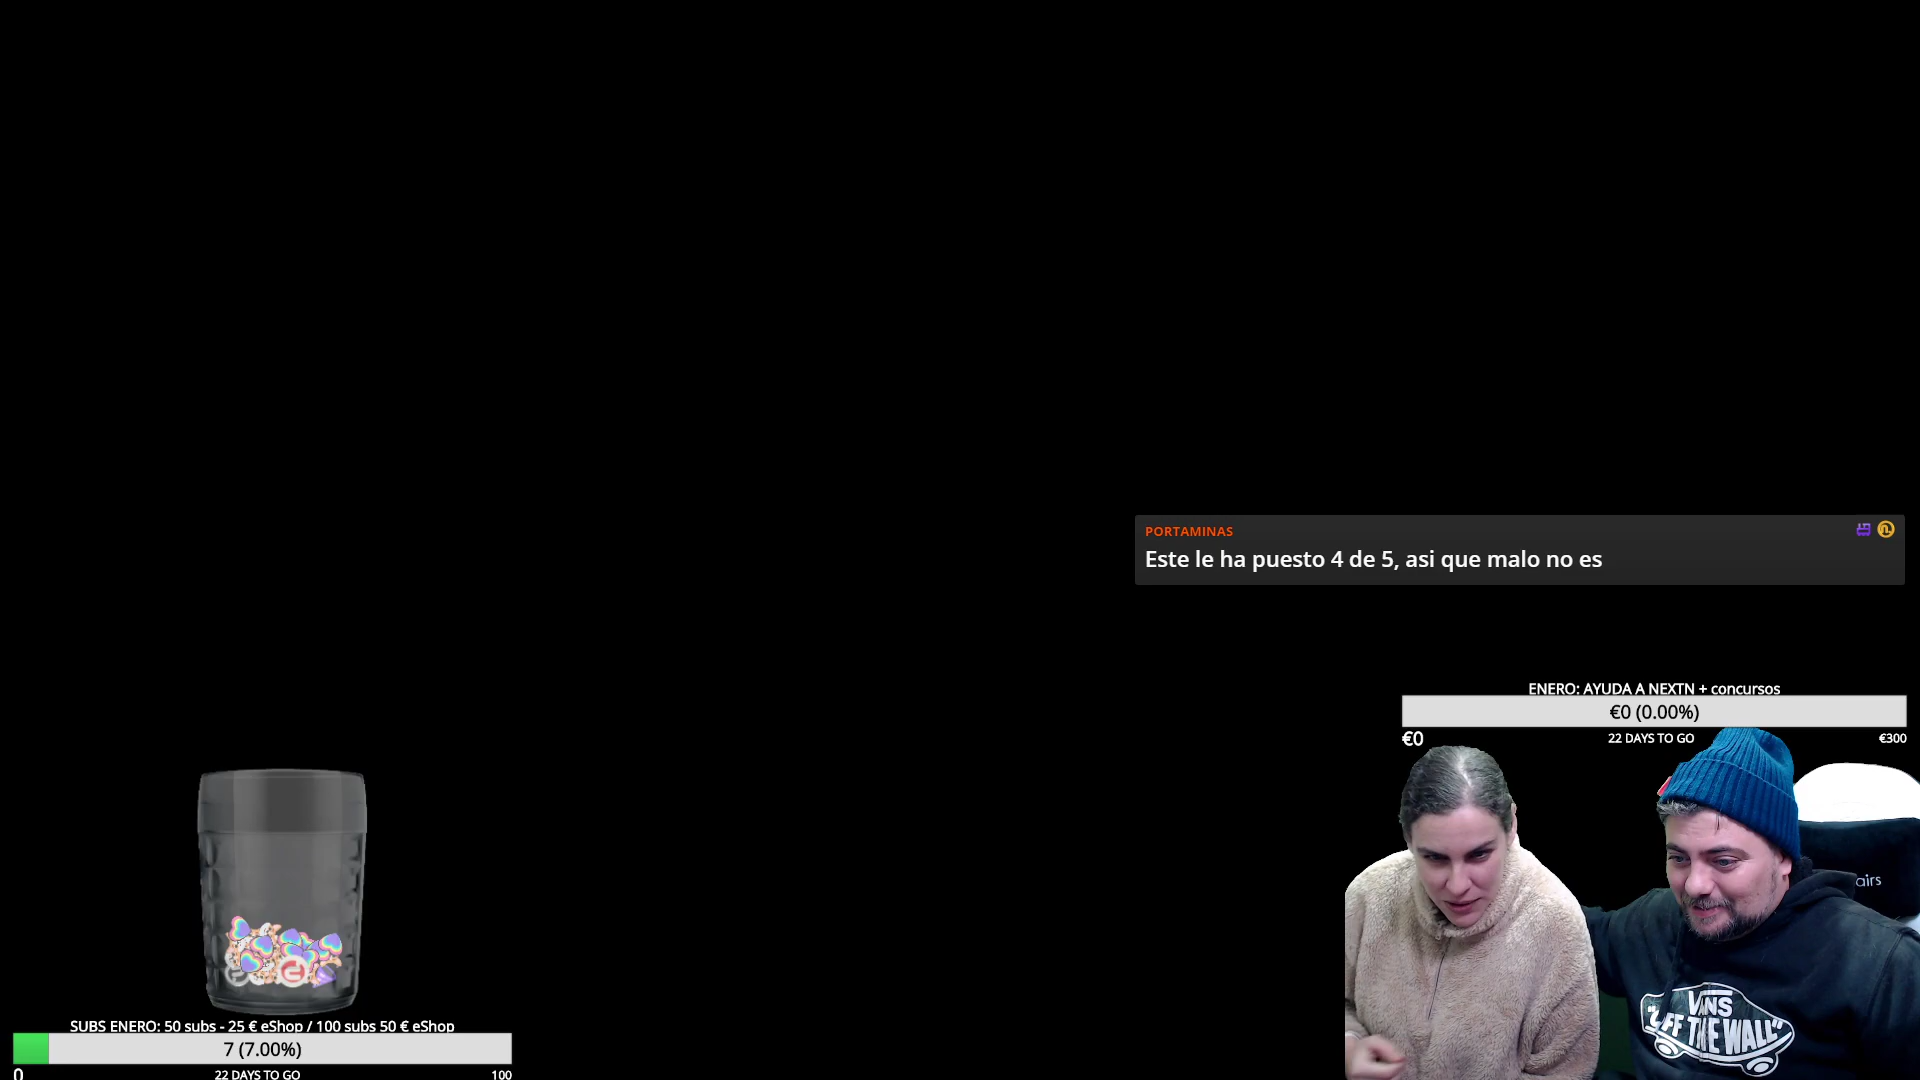 PORTAMINAS
Este le ha puesto 4 de 5, asi que malo no es
ENERO: AYUDA A NEXTN + concursos
€0 (0.00%)
€0 22 DAYS TO GO €300
airs
VANS
"OFF THE WALL"
SUBS ENERO: 50 subs - 25 € eShop / 100 subs 50 € eShop
7 (7.00%)
0 22 DAYS TO GO 100